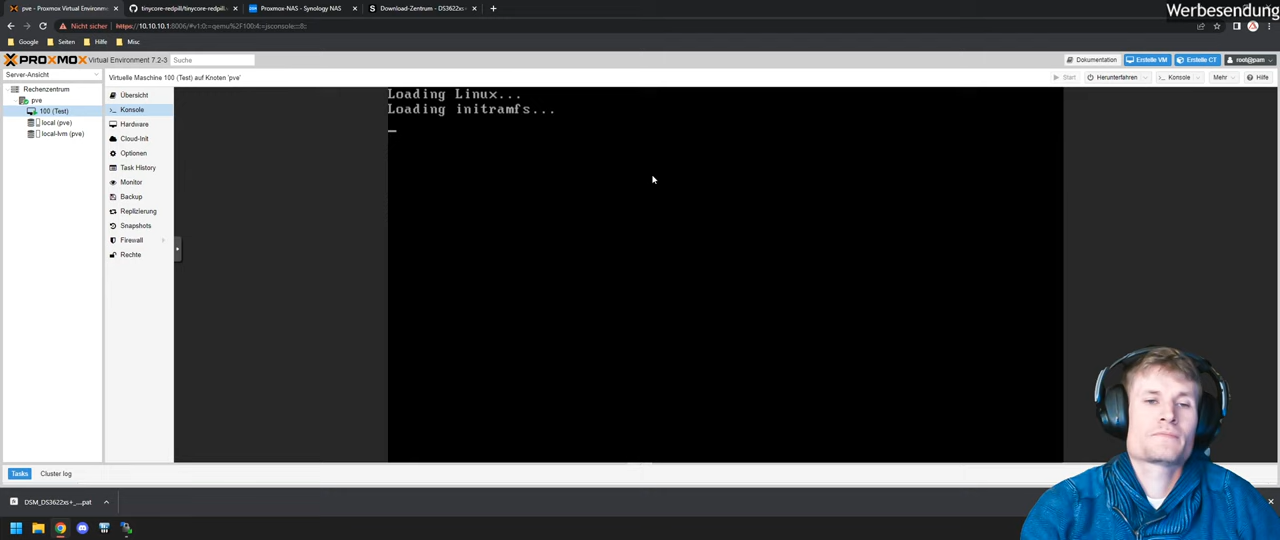 pve - Proxmox Virtual Environm
tinycore-redpill/tinycore-redpill.
Proxmox-NAS - Synology NAS
Download-Zentrum - DS3622xs
Werbesendung
Nicht sicher
https://10.10.10.1:8006/#v1:0:=qemu%2F100:4:=jsconsole:::8::
Google
Seiten
Hilfe
Misc
PROXMOX Virtual Environment 7.2-3
Suche
Dokumentation
Erstelle VM
Erstelle CT
root@pam
Server-Ansicht
Virtuelle Maschine 100 (Test) auf Knoten 'pve'
Start
Herunterfahren
Konsole
Mehr
Hilfe
Rechenzentrum
pve
100 (Test)
local (pve)
local-lvm (pve)
Übersicht
Konsole
Hardware
Cloud-Init
Optionen
Task History
Monitor
Backup
Replizierung
Snapshots
Firewall
Rechte
Loading Linux...
Loading initramfs...
Tasks
Cluster log
DSM_DS3622xs+_....pat